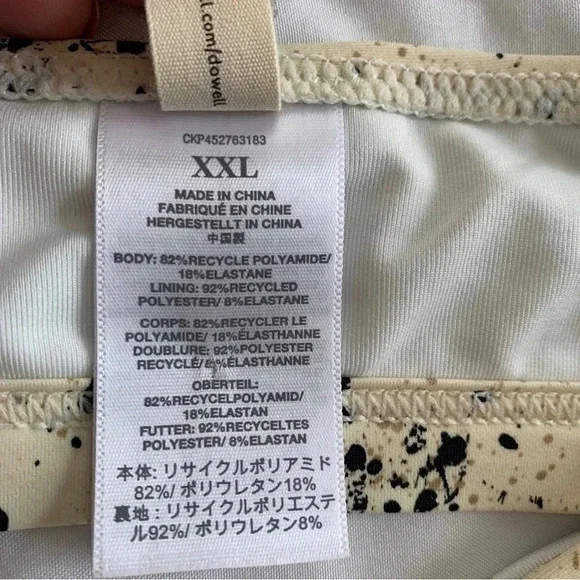 l.com/dowell
CKP452763183
XXL
MADE IN CHINA
FABRIQUÉ EN CHINE
HERGESTELLT IN CHINA
中国製
BODY: 82%RECYCLE POLYAMIDE/
18%ELASTANE
LINING: 92%RECYCLED
POLYESTER/ 8%ELASTANE
CORPS: 82%RECYCLER LE
POLYAMIDE/ 18%ÉLASTHANNE
DOUBLURE: 92%POLYESTER
RECYCLÉ/ 8%ÉLASTHANNE
OBERTEIL:
82%RECYCELPOLYAMID/
18%ELASTAN
FUTTER: 92%RECYCELTES
POLYESTER/ 8%ELASTAN
本体: リサイクルポリアミド
82%/ ポリウレタン18%
裏地: リサイクルポリエステ
ル92%/ ポリウレタン8%